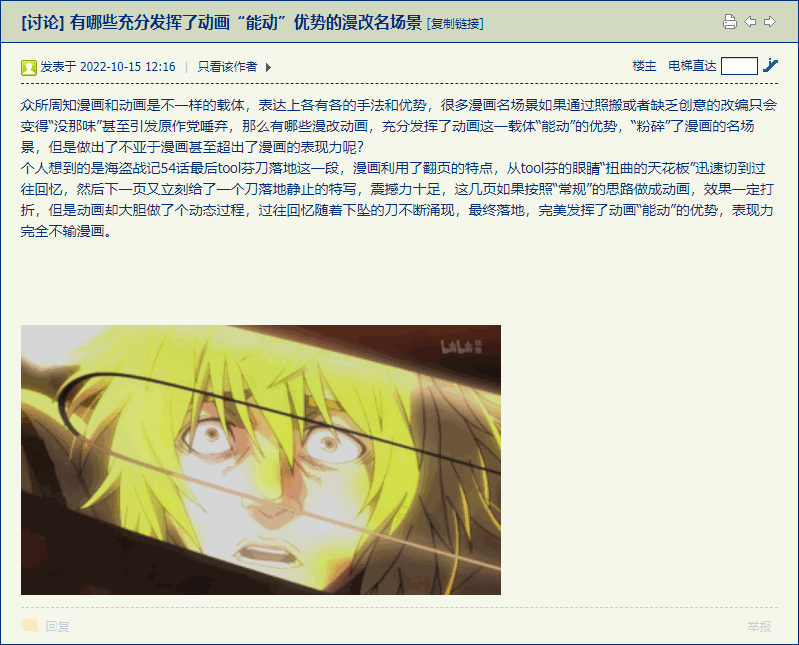 [讨论] 有哪些充分发挥了动画“能动”优势的漫改名场景 [复制链接]
发表于 2022-10-15 12:16 | 只看该作者
楼主 电梯直达
众所周知漫画和动画是不一样的载体，表达上各有各的手法和优势，很多漫画名场景如果通过照搬或者缺乏创意的改编只会
变得“没那味”甚至引发原作党唾弃，那么有哪些漫改动画，充分发挥了动画这一载体“能动”的优势，“粉碎”了漫画的名场
景，但是做出了不亚于漫画甚至超出了漫画的表现力呢?
个人想到的是海盗战记54话最后tool芬刀落地这一段，漫画利用了翻页的特点，从tool芬的眼睛“扭曲的天花板”迅速切到过
往回忆，然后下一页又立刻给了一个刀落地静止的特写，震撼力十足，这几页如果按照“常规”的思路做成动画，效果一定打
折，但是动画却大胆做了个动态过程，过往回忆随着下坠的刀不断涌现，最终落地，完美发挥了动画“能动”的优势，表现力
完全不输漫画。
bilibili
回复
举报